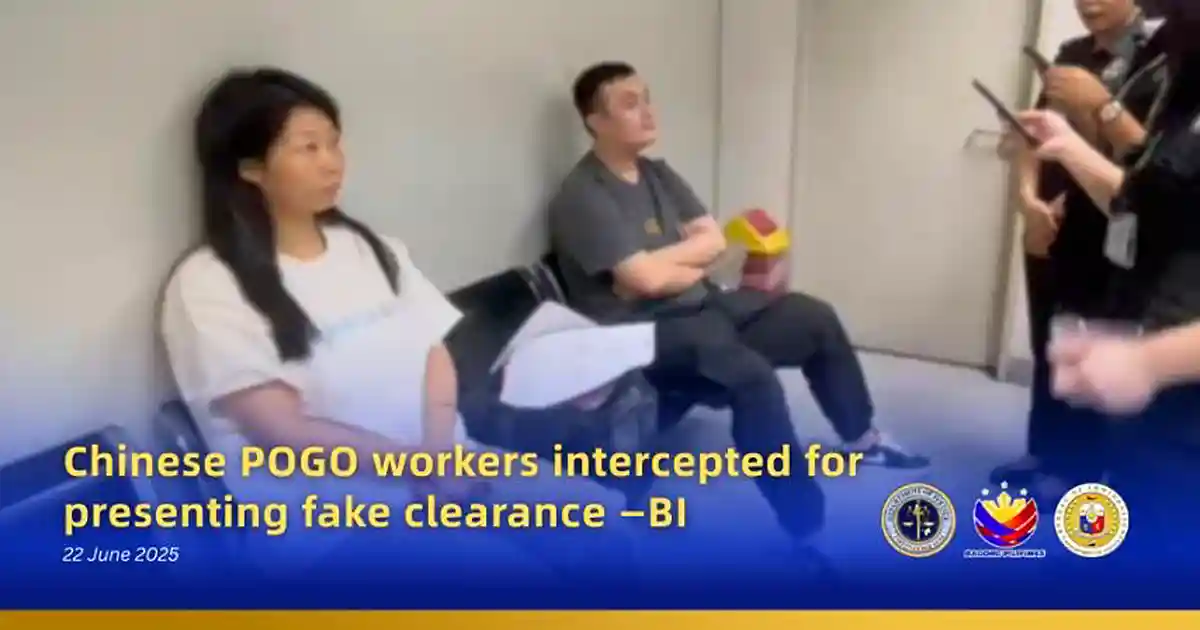 Chinese POGO workers intercepted for
presenting fake clearance —BI
22 June 2025
BAGONG PILIPINAS